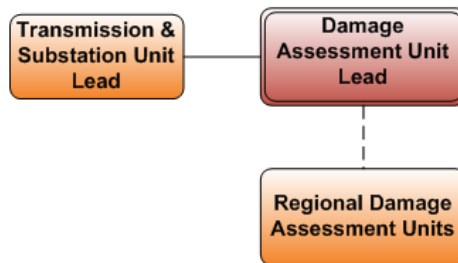 Transmission &
Substation Unit
Lead
Damage
Assessment Unit
Lead
Regional Damage
Assessment Units